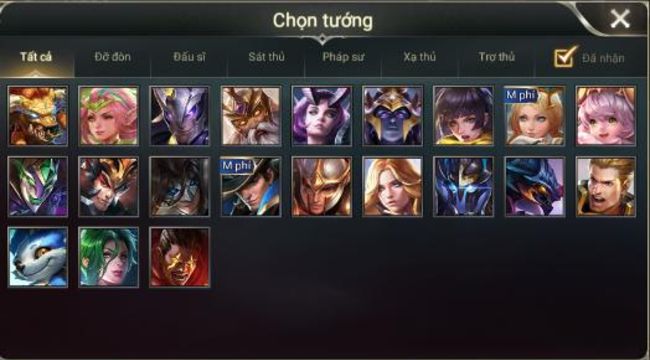 Chọn tướng
Tất cả Đỡ đòn Đấu sĩ Sát thủ Pháp sư Xạ thủ Trợ thủ Đã nhận
M phí
M phí